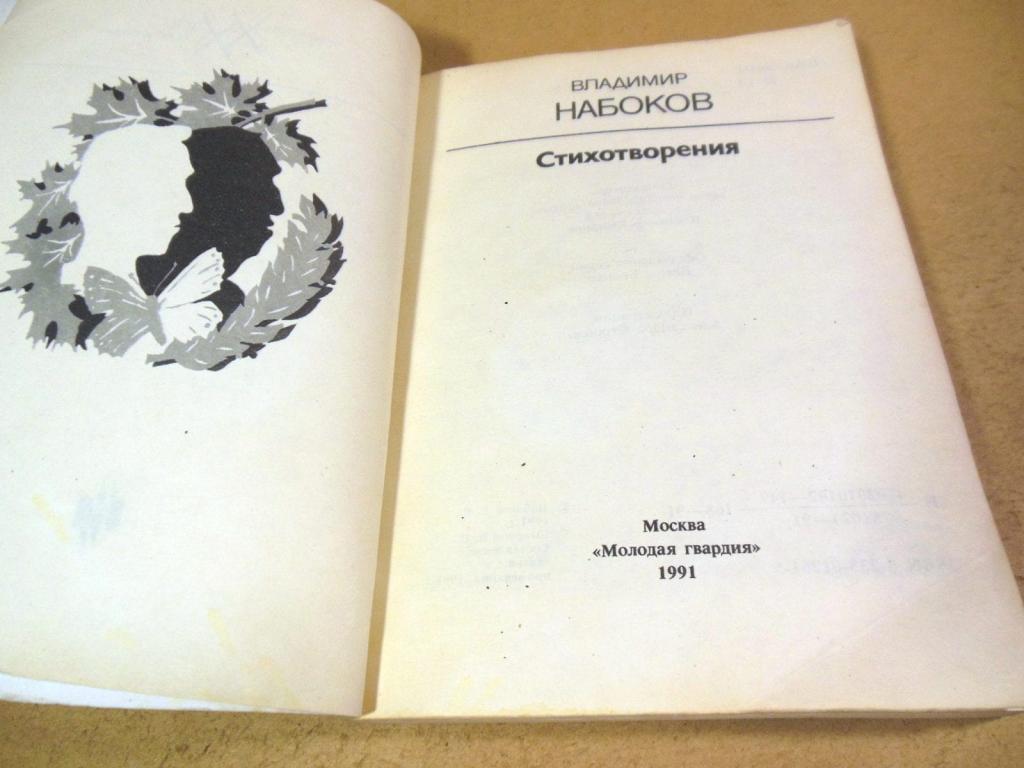 ВЛАДИМИР
НАБОКОВ
Стихотворения
Москва
«Молодая гвардия»
1991